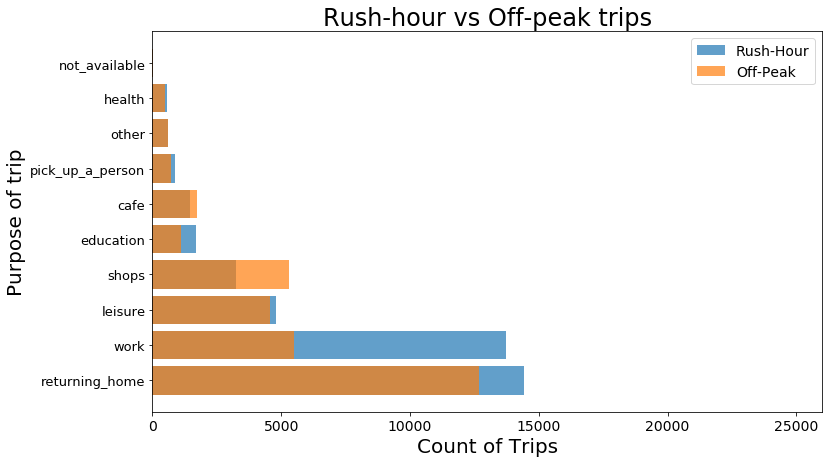 Rush-hour vs Off-peak trips
Rush-Hour
Off-Peak
Purpose of trip
not_available
health
other
pick_up_a_person
cafe
education
shops
leisure
work
returning_home
0 5000 10000 15000 20000 25000
Count of Trips